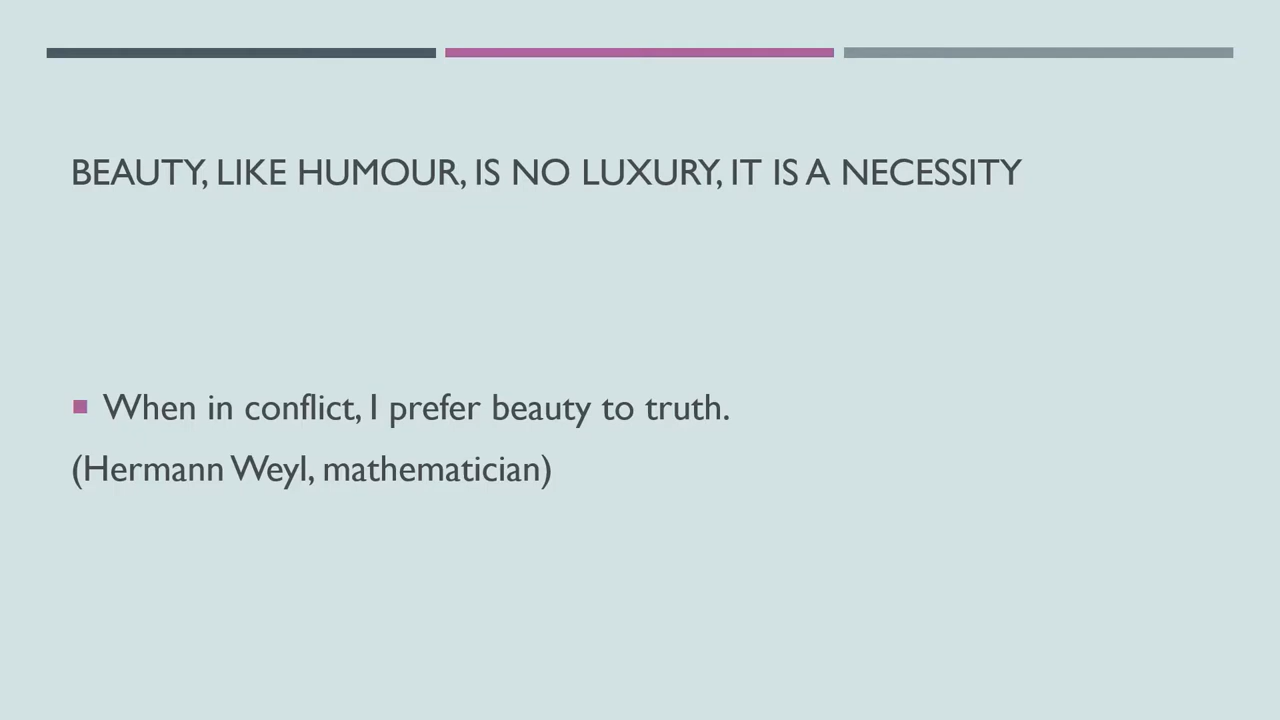 BEAUTY, LIKE HUMOUR, IS NO LUXURY, IT IS A NECESSITY
When in conflict, I prefer beauty to truth.
(Hermann Weyl, mathematician)